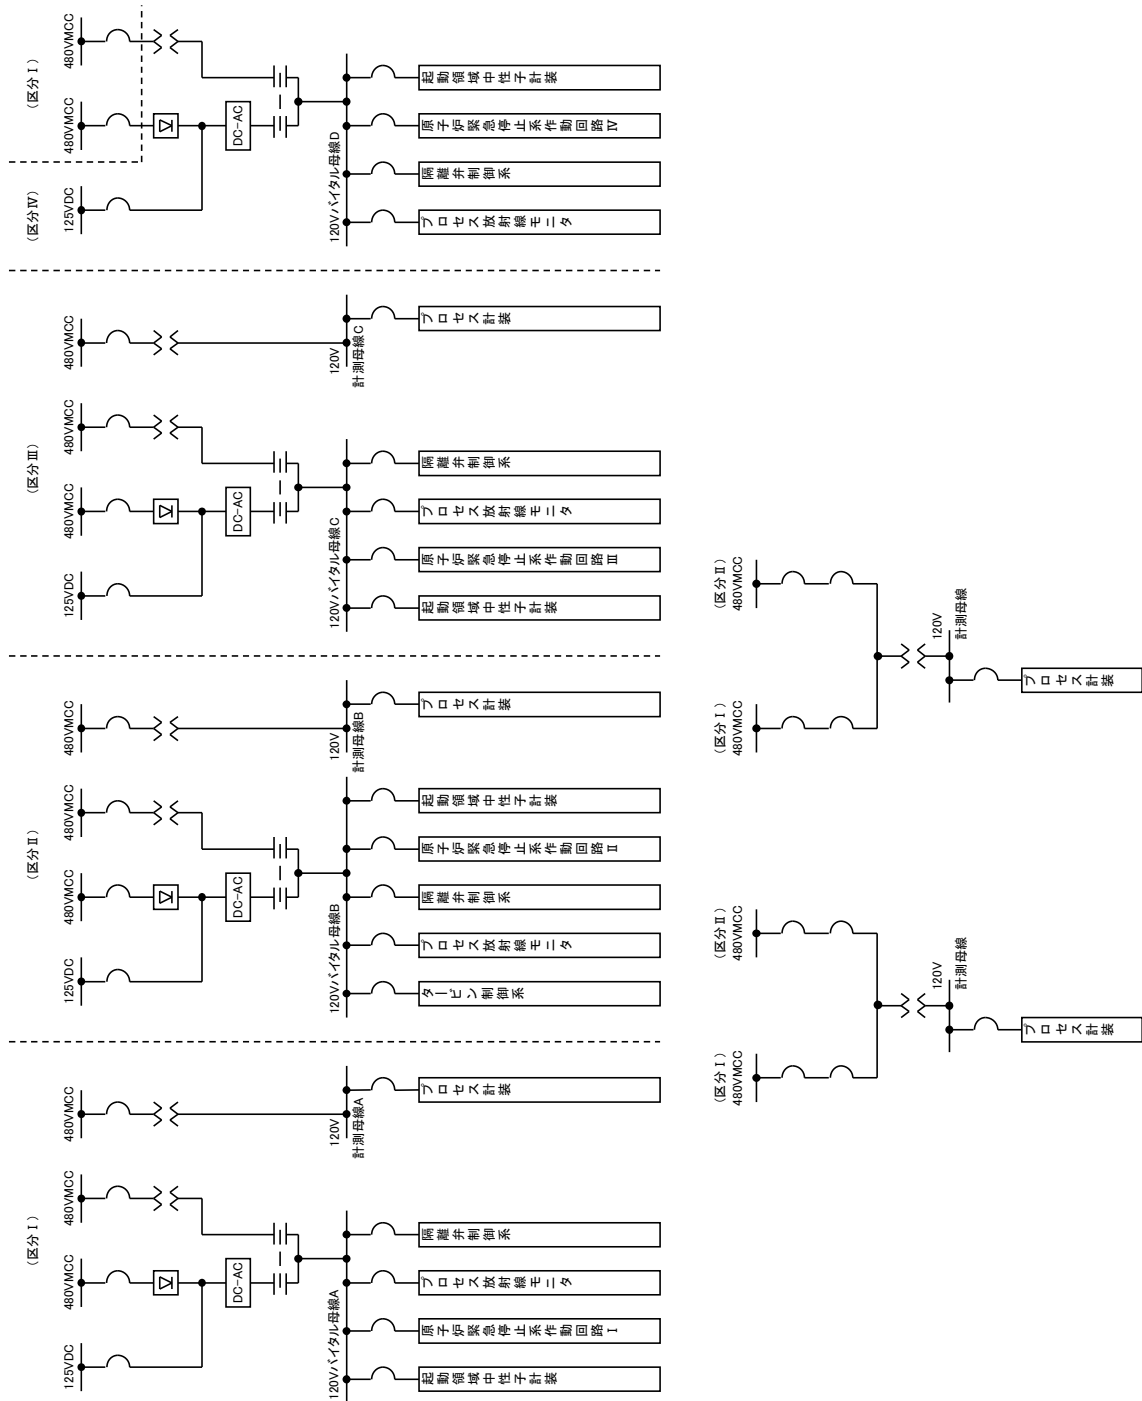 (区分Ⅰ)
125VDC
480VMCC
480VMCC
480VMCC
DC-AC
120Vバイタル母線A
120V
計測母線A
起動領域中性子計装
原子炉緊急停止系作動回路Ⅰ
プロセス放射線モニタ
隔離弁制御系
プロセス計装
(区分Ⅱ)
125VDC
480VMCC
480VMCC
480VMCC
DC-AC
120Vバイタル母線B
120V
計測母線B
タービン制御系
プロセス放射線モニタ
隔離弁制御系
原子炉緊急停止系作動回路Ⅱ
起動領域中性子計装
プロセス計装
(区分Ⅲ)
125VDC
480VMCC
480VMCC
480VMCC
DC-AC
120Vバイタル母線C
120V
計測母線C
起動領域中性子計装
原子炉緊急停止系作動回路Ⅲ
プロセス放射線モニタ
隔離弁制御系
プロセス計装
(区分Ⅳ)
(区分Ⅰ)
125VDC
480VMCC
480VMCC
DC-AC
120Vバイタル母線D
プロセス放射線モニタ
隔離弁制御系
原子炉緊急停止系作動回路Ⅳ
起動領域中性子計装
(区分Ⅰ)
480VMCC
(区分Ⅱ)
480VMCC
120V
計測母線
プロセス計装
(区分Ⅰ)
480VMCC
(区分Ⅱ)
480VMCC
120V
計測母線
プロセス計装